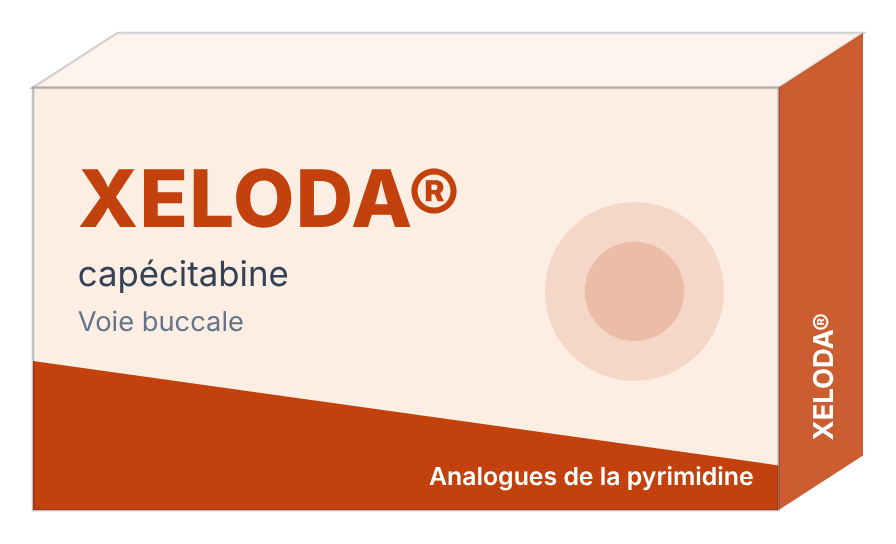 XELODA®
capécitabine
Voie buccale
Analogues de la pyrimidine
XELODA®